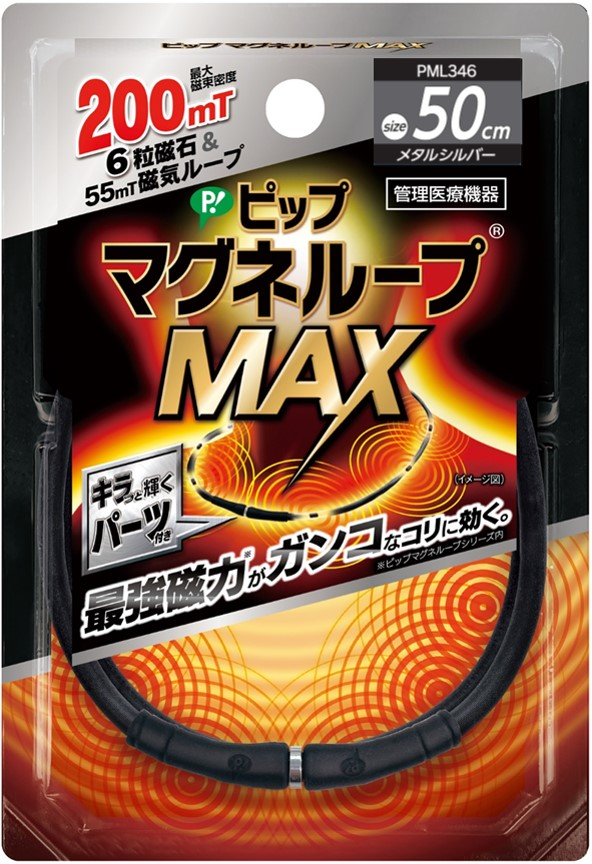 ピップマグネループMAX
最大
磁束密度
200mT
6粒磁石&
55mT磁気ループ
PML346
size 50cm
メタルシルバー
管理医療機器
P! ピップ
マグネループ®
MAX
(イメージ図)
キラっと輝く
パーツ
付き
最強磁力※がガンコなコリに効く。
※ピップマグネループシリーズ内